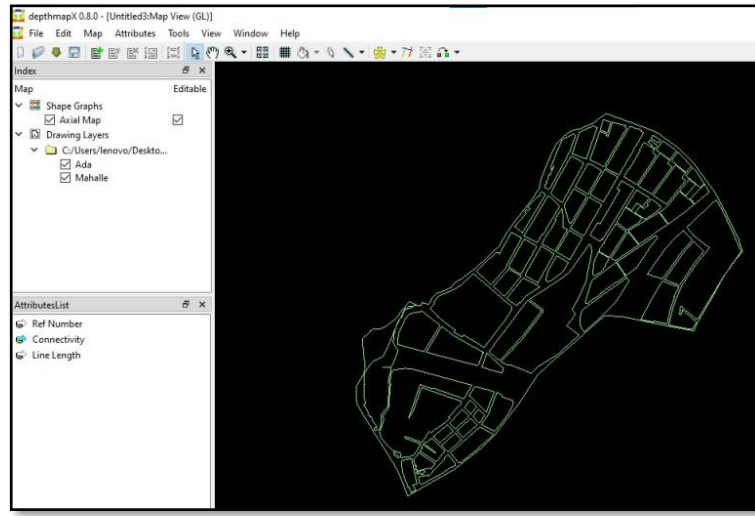 depthmapX 0.8.0 - [Untitled3:Map View (GL)]
File Edit Map Attributes Tools View Window Help
Index
Map Editable
Shape Graphs
Axial Map
Drawing Layers
C:/Users/lenovo/Deskto...
Ada
Mahalle
AttributesList
Ref Number
Connectivity
Line Length